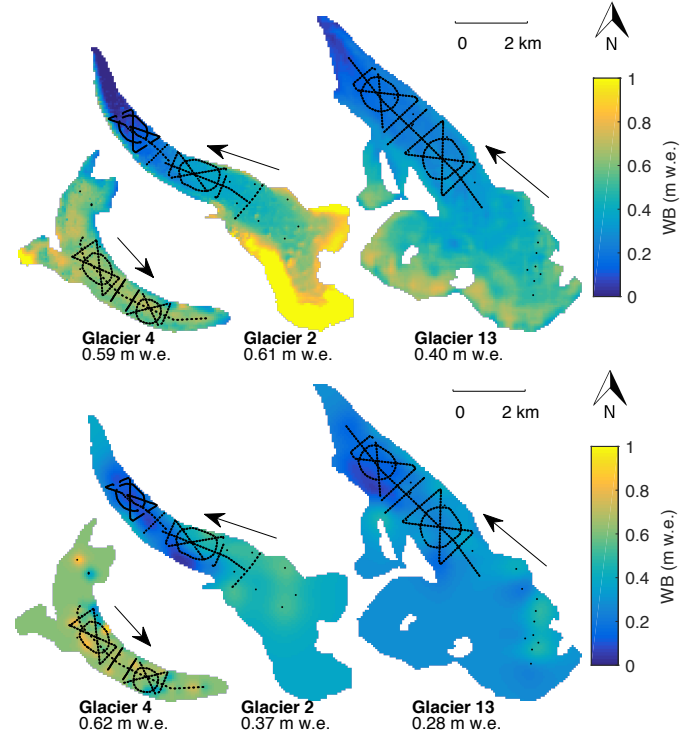 0 2 km
N
1
0.8
0.6
0.4
0.2
0
WB (m w.e.)
Glacier 4
0.59 m w.e.
Glacier 2
0.61 m w.e.
Glacier 13
0.40 m w.e.
0 2 km
N
1
0.8
0.6
0.4
0.2
0
WB (m w.e.)
Glacier 4
0.62 m w.e.
Glacier 2
0.37 m w.e.
Glacier 13
0.28 m w.e.